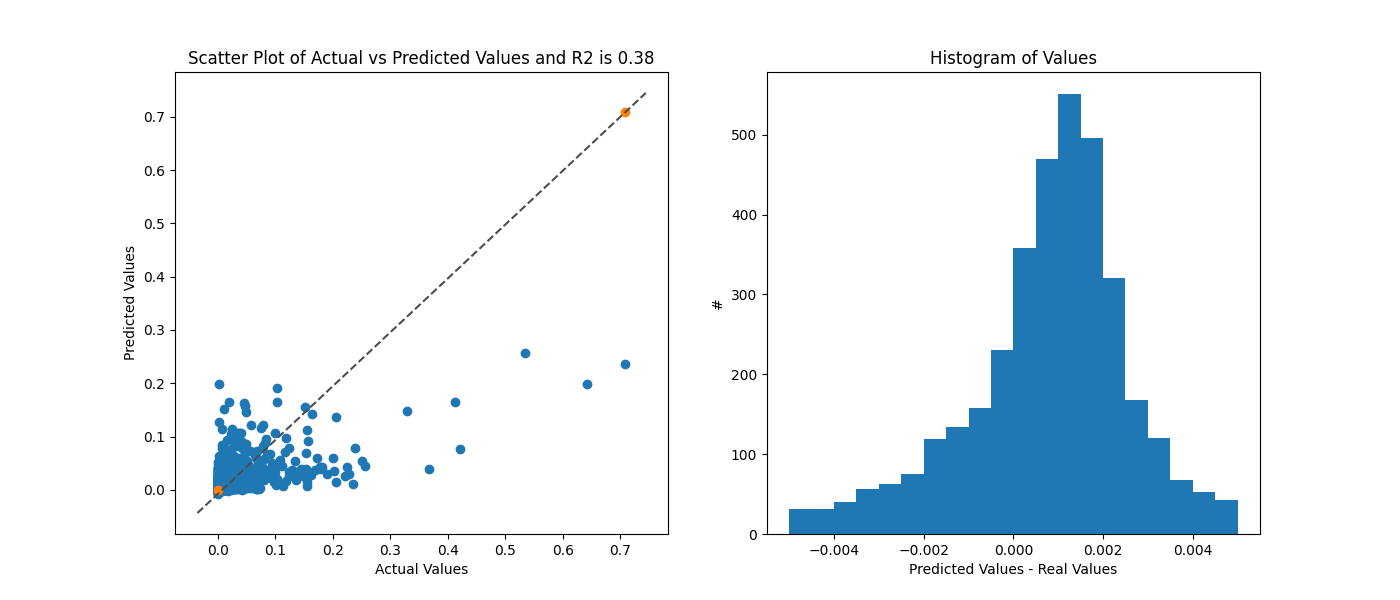 Scatter Plot of Actual vs Predicted Values and R2 is 0.38
Predicted Values
0.7
0.6
0.5
0.4
0.3
0.2
0.1
0.0
0.0 0.1 0.2 0.3 0.4 0.5 0.6 0.7
Actual Values
Histogram of Values
#
500
400
300
200
100
0
−0.004 −0.002 0.000 0.002 0.004
Predicted Values - Real Values